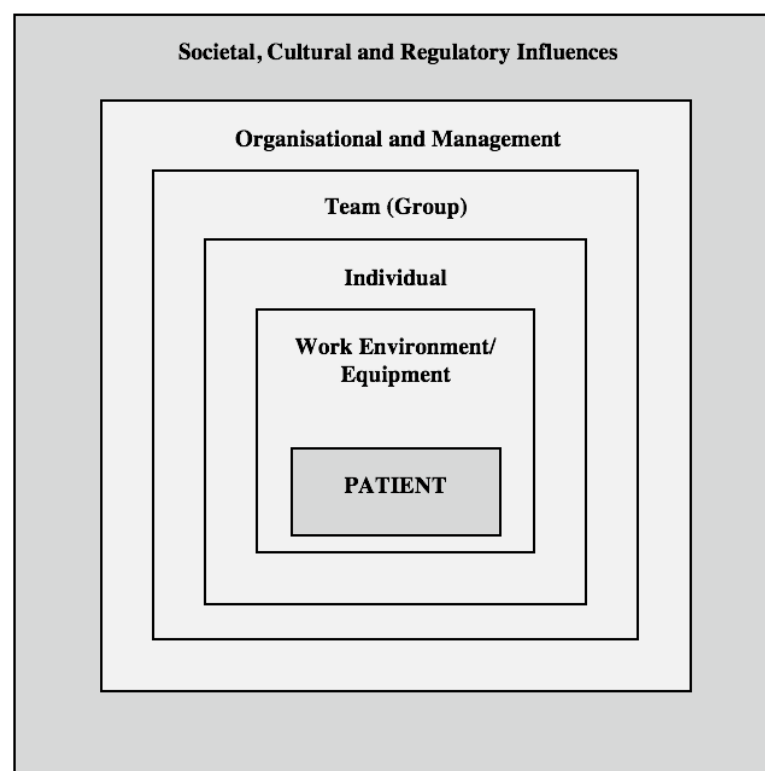 Societal, Cultural and Regulatory Influences
Organisational and Management
Team (Group)
Individual
Work Environment/
Equipment
PATIENT